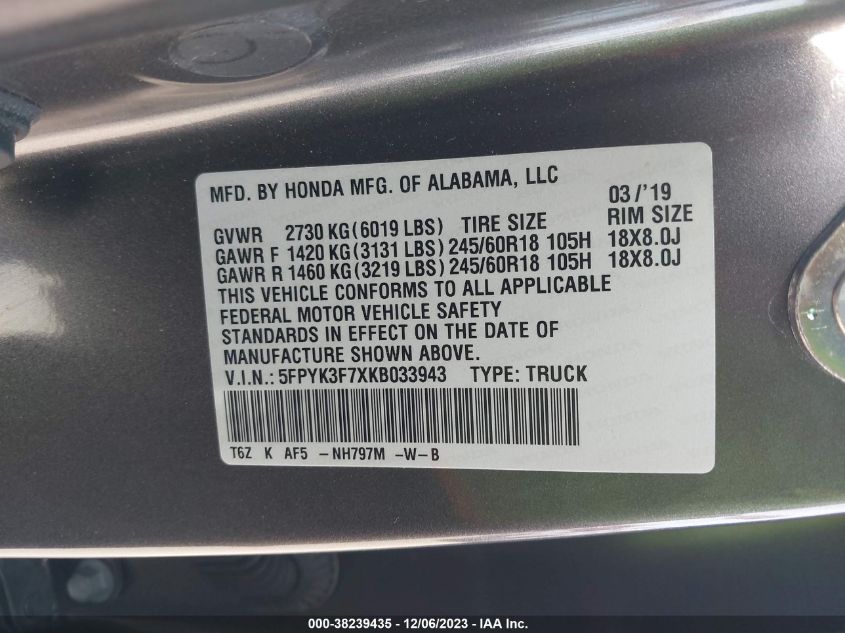 MFD. BY HONDA MFG. OF ALABAMA, LLC 03/'19
GVWR 2730 KG(6019 LBS) TIRE SIZE RIM SIZE
GAWR F 1420 KG(3131 LBS) 245/60R18 105H 18X8.0J
GAWR R 1460 KG(3219 LBS) 245/60R18 105H 18X8.0J
THIS VEHICLE CONFORMS TO ALL APPLICABLE
FEDERAL MOTOR VEHICLE SAFETY
STANDARDS IN EFFECT ON THE DATE OF
MANUFACTURE SHOWN ABOVE.
V.I.N.: 5FPYK3F7XKB033943 TYPE: TRUCK
T6Z K AF5 -NH797M -W-B
000-38239435 - 12/06/2023 - IAA Inc.